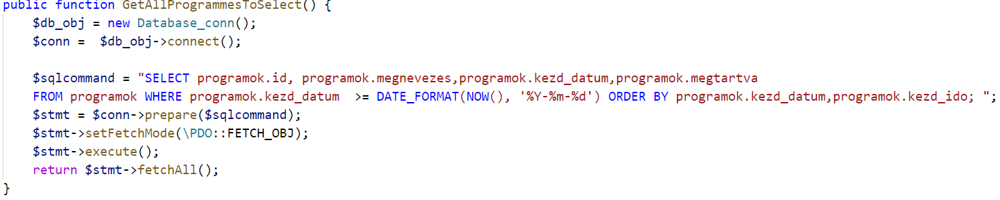 public function GetAllProgrammesToSelect() {
    $db_obj = new Database_conn();
    $conn =  $db_obj->connect();

    $sqlcommand = "SELECT programok.id, programok.megnevezes,programok.kezd_datum,programok.megtartva
    FROM programok WHERE programok.kezd_datum  >= DATE_FORMAT(NOW(), '%Y-%m-%d') ORDER BY programok.kezd_datum,programok.kezd_ido; ";
    $stmt = $conn->prepare($sqlcommand);
    $stmt->setFetchMode(\PDO::FETCH_OBJ);
    $stmt->execute();
    return $stmt->fetchAll();
}